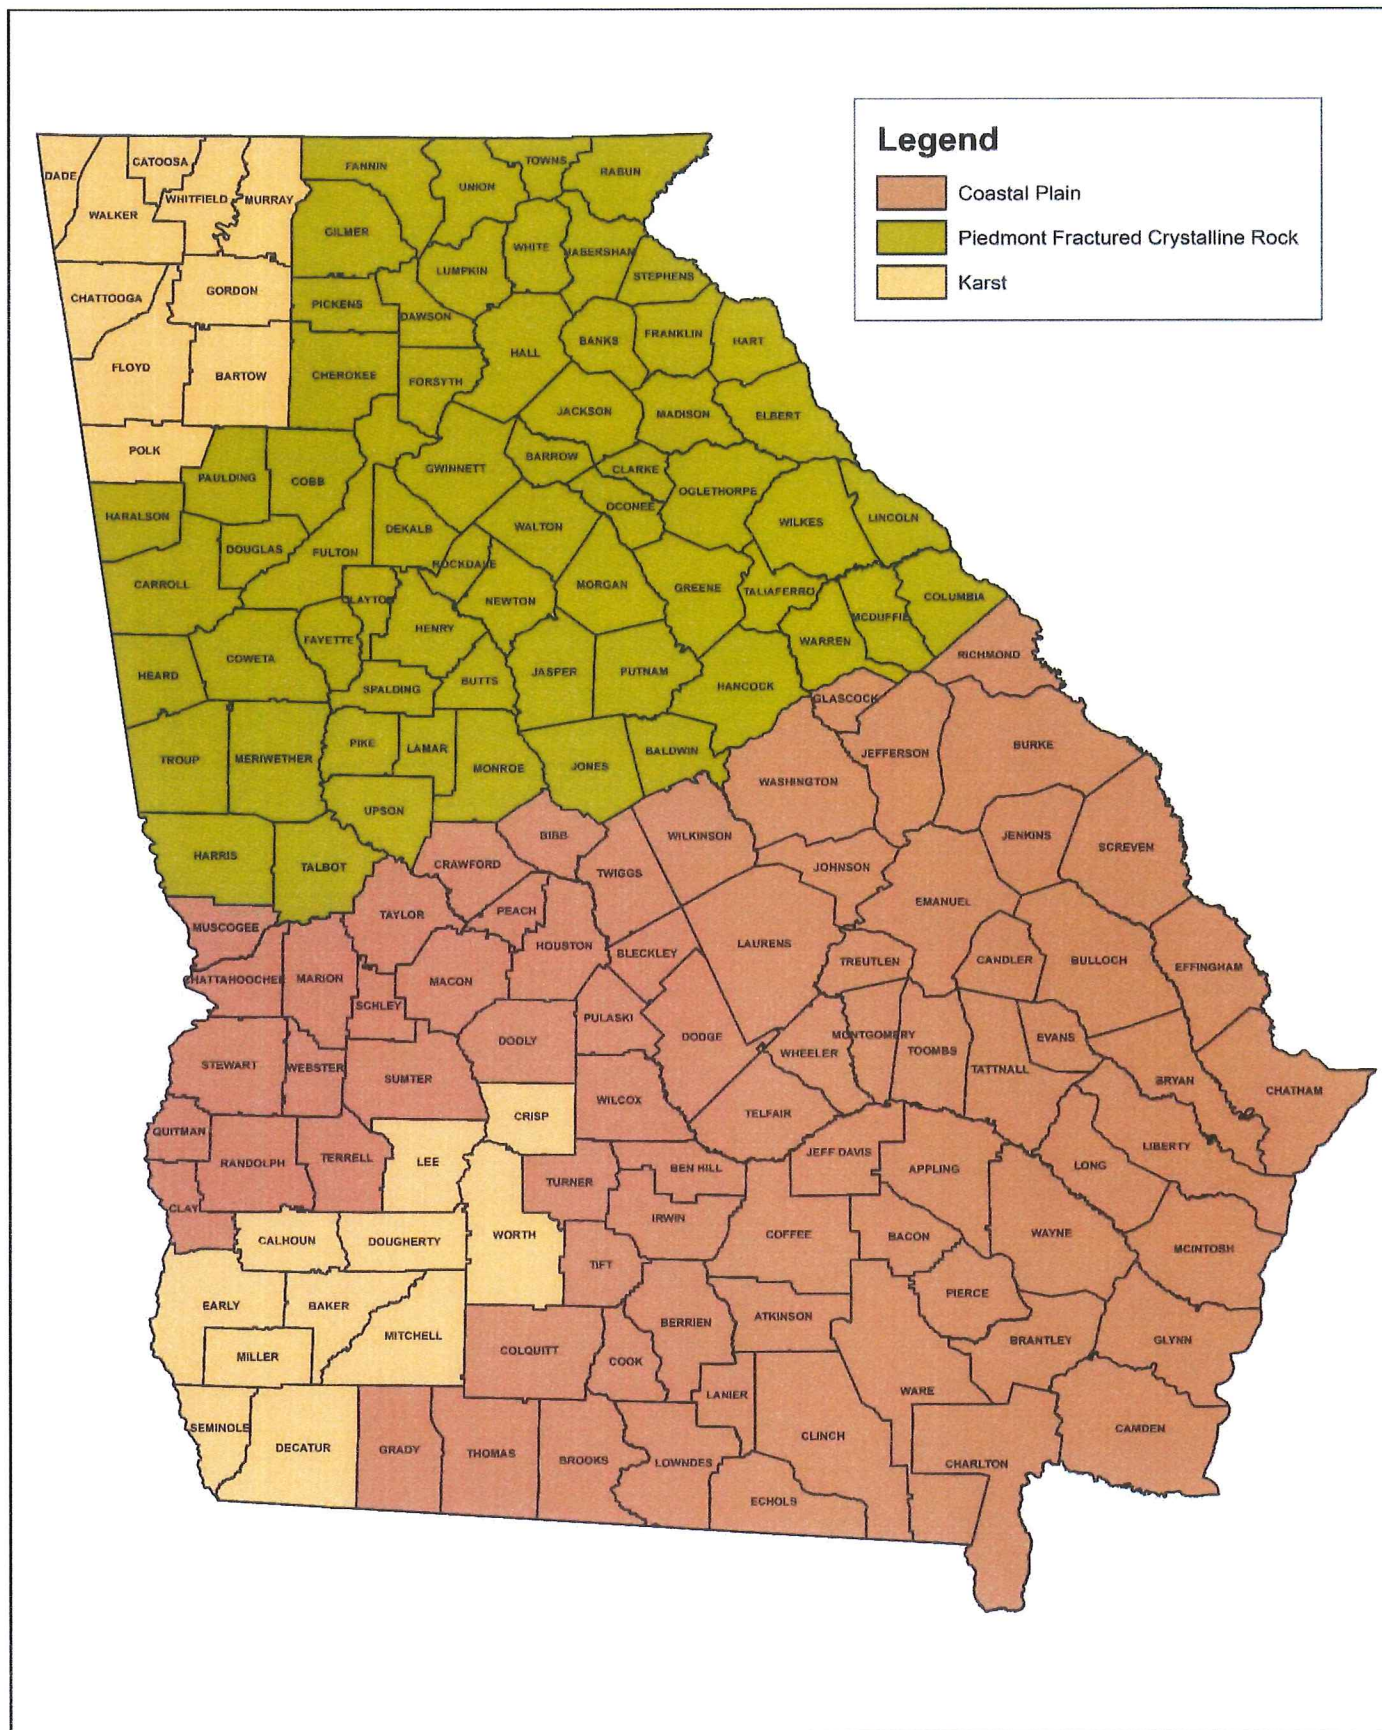 Legend
Coastal Plain
Piedmont Fractured Crystalline Rock
Karst
DADE
CATOOSA
WHITFIELD
MURRAY
WALKER
FANNIN
UNION
TOWNS
RABUN
GILMER
WHITE
HABERSHAM
LUMPKIN
STEPHENS
CHATTOOGA
GORDON
PICKENS
DAWSON
BANKS
FRANKLIN
HART
HALL
FLOYD
BARTOW
CHEROKEE
FORSYTH
JACKSON
MADISON
ELBERT
POLK
PAULDING
COBB
GWINNETT
BARROW
CLARKE
OGLETHORPE
OCONEE
WILKES
LINCOLN
HARALSON
DOUGLAS
FULTON
DEKALB
WALTON
ROCKDALE
CARROLL
CLAYTON
NEWTON
MORGAN
GREENE
TALIAFERRO
COLUMBIA
MCDUFFIE
WARREN
HENRY
FAYETTE
COWETA
HEARD
SPALDING
BUTTS
JASPER
PUTNAM
HANCOCK
RICHMOND
GLASCOCK
TROUP
MERIWETHER
PIKE
LAMAR
MONROE
JONES
BALDWIN
WASHINGTON
JEFFERSON
BURKE
UPSON
HARRIS
TALBOT
CRAWFORD
BIBB
TWIGGS
WILKINSON
JOHNSON
JENKINS
SCREVEN
EMANUEL
MUSCOGEE
TAYLOR
PEACH
HOUSTON
BLECKLEY
LAURENS
TREUTLEN
CANDLER
BULLOCH
EFFINGHAM
CHATTAHOOCHEE
MARION
SCHLEY
MACON
DOOLY
PULASKI
DODGE
WHEELER
MONTGOMERY
TOOMBS
TATTNALL
EVANS
BRYAN
CHATHAM
STEWART
WEBSTER
SUMTER
CRISP
WILCOX
TELFAIR
QUITMAN
RANDOLPH
TERRELL
LEE
TURNER
BEN HILL
JEFF DAVIS
APPLING
LONG
LIBERTY
CLAY
CALHOUN
DOUGHERTY
WORTH
TIFT
IRWIN
COFFEE
BACON
WAYNE
MCINTOSH
EARLY
BAKER
MITCHELL
MILLER
COLQUITT
COOK
BERRIEN
ATKINSON
PIERCE
BRANTLEY
GLYNN
LANIER
WARE
CAMDEN
SEMINOLE
DECATUR
GRADY
THOMAS
BROOKS
LOWNDES
CLINCH
CHARLTON
ECHOLS